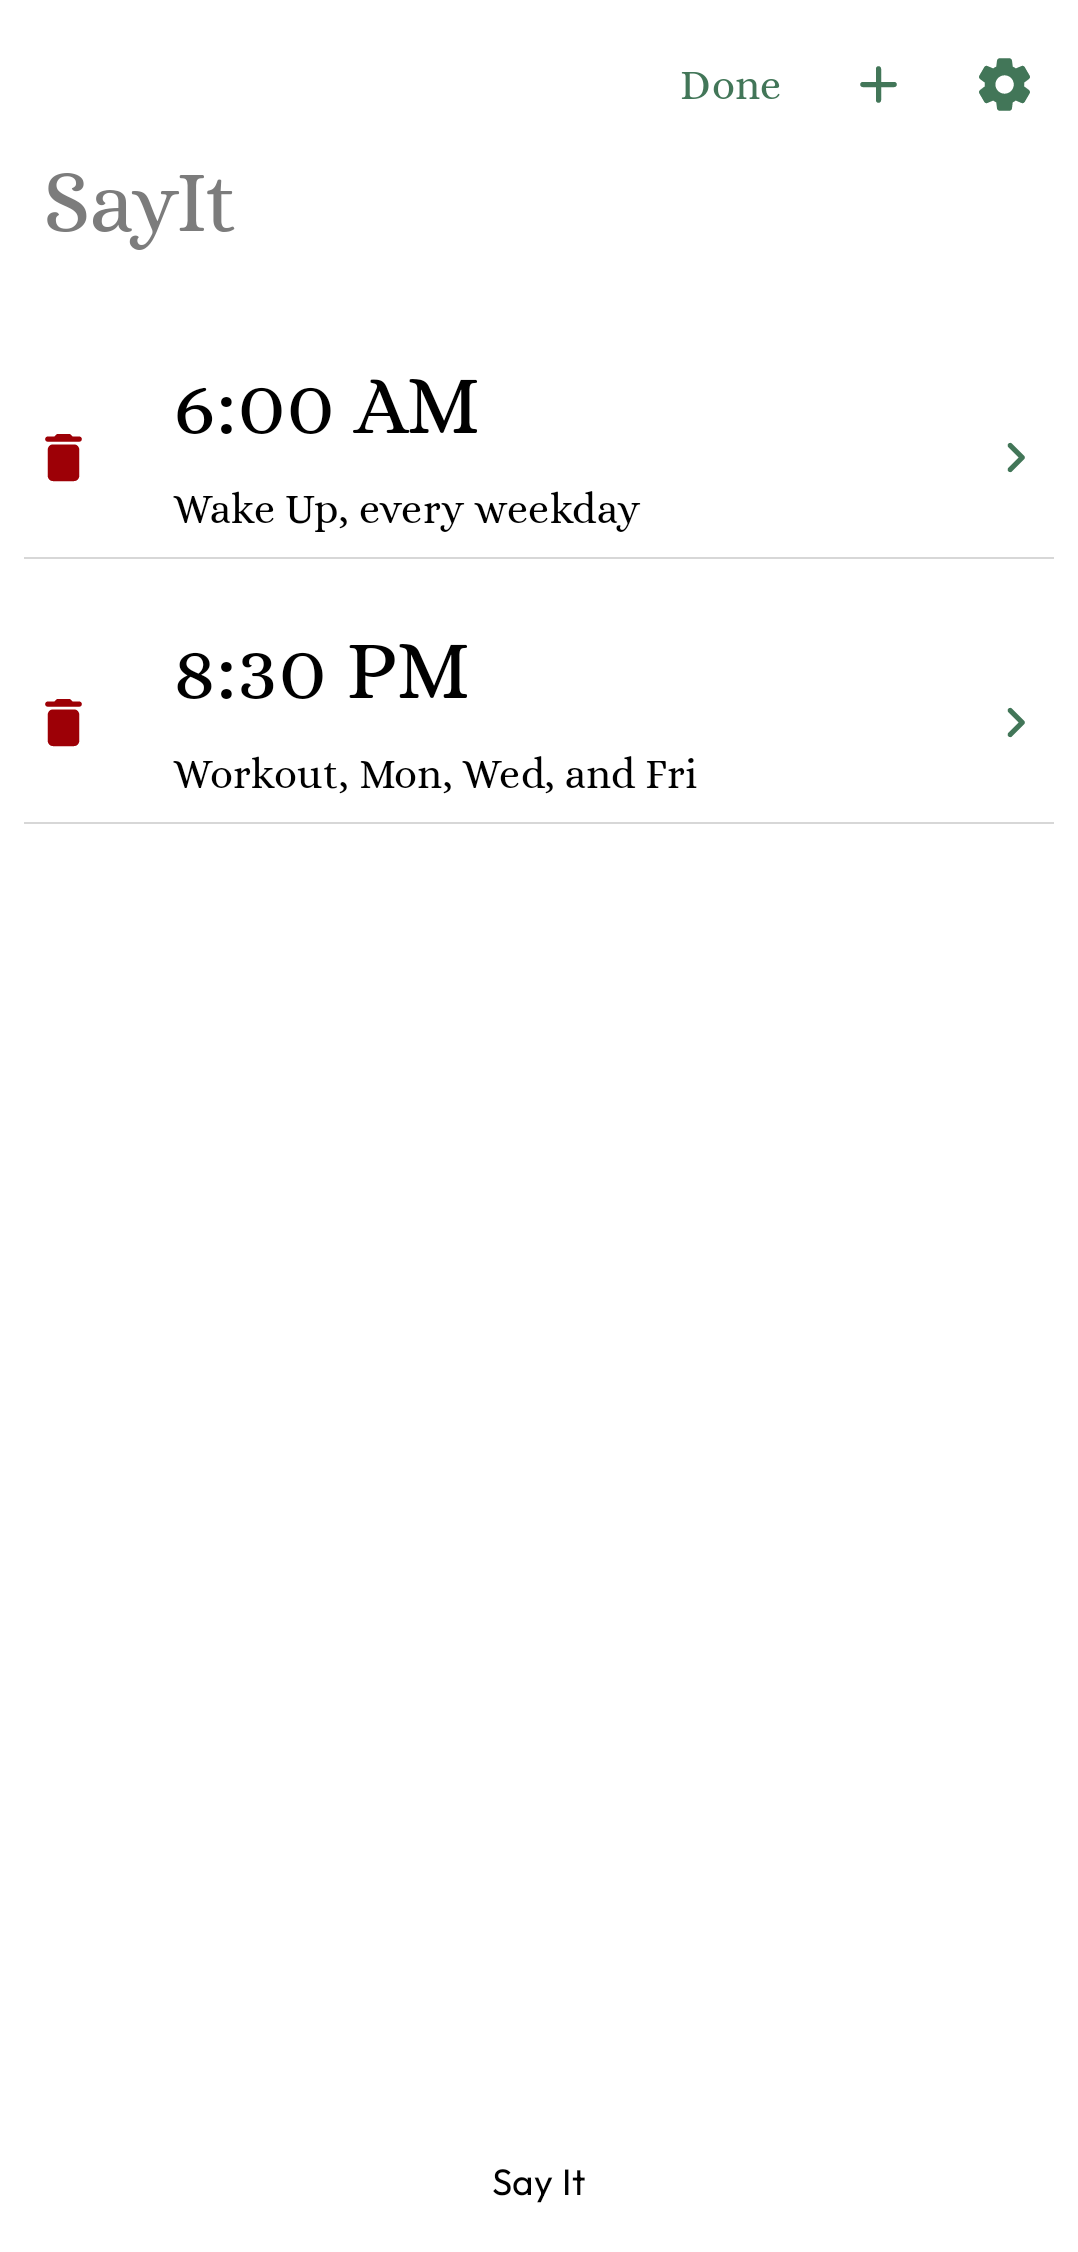 Done
SayIt
6:00 AM
Wake Up, every weekday
8:30 PM
Workout, Mon, Wed, and Fri
Say It